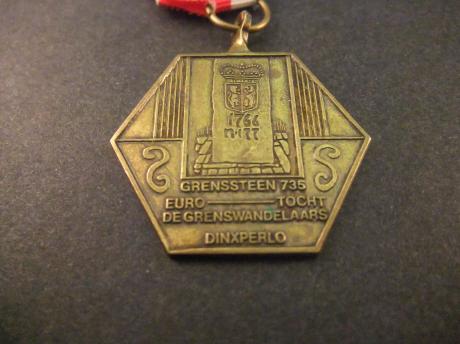 1766
GRENSSTEEN 735
EURO TOCHT
DE GRENSWANDELAARS
DINXPERLO